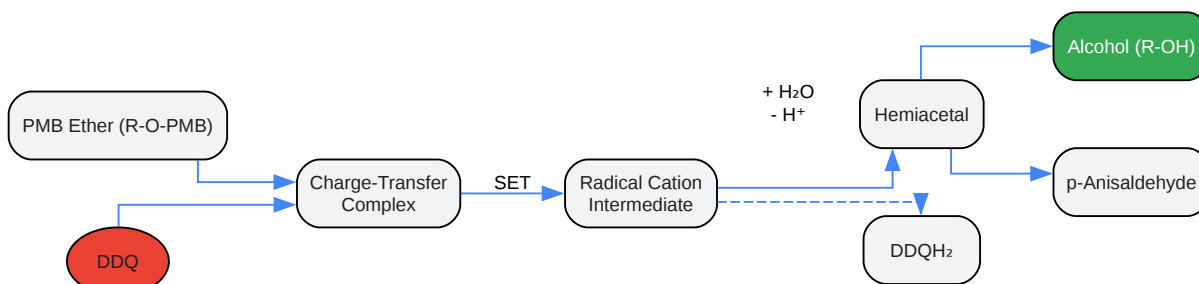 PMB Ether (R-O-PMB)
DDQ
Charge-Transfer
Complex
SET
Radical Cation
Intermediate
+ H₂O
- H⁺
Hemiacetal
DDQH₂
Alcohol (R-OH)
p-Anisaldehyde